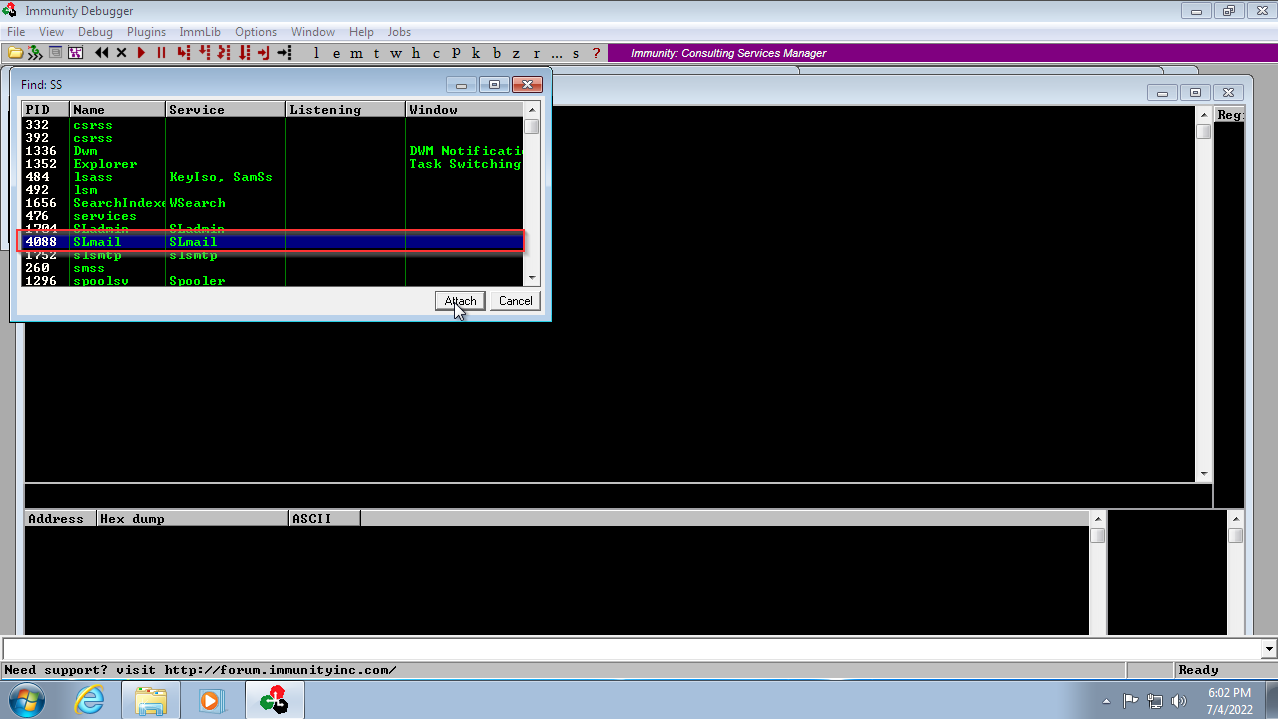 Immunity Debugger
File View Debug Plugins ImmLib Options Window Help Jobs
l e m t w h c P k b z r ... s ? Immunity: Consulting Services Manager
Find: SS
PID Name Service Listening Window
332 csrss
392 csrss
1336 Dwm DWM Notificatio
1352 Explorer Task Switching
484 lsass KeyIso, SamSs
492 lsm
1656 SearchIndexe WSearch
476 services
1704 SLadmin SLadmin
4088 SLmail SLmail
1752 slsmtp slsmtp
260 smss
1296 spoolsv Spooler
Attach Cancel
Reg
Address Hex dump ASCII
Need support? visit http://forum.immunityinc.com/ Ready
6:02 PM
7/4/2022